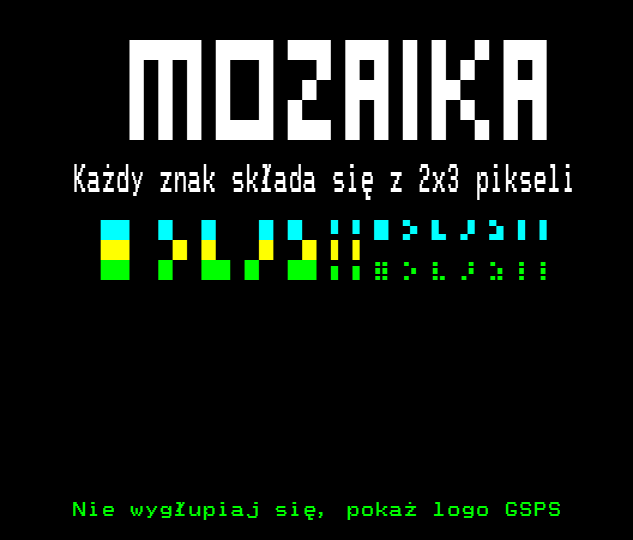 MOZAIKA
Każdy znak składa się z 2x3 pikseli
Nie wygłupiaj się, pokaż logo GSPS